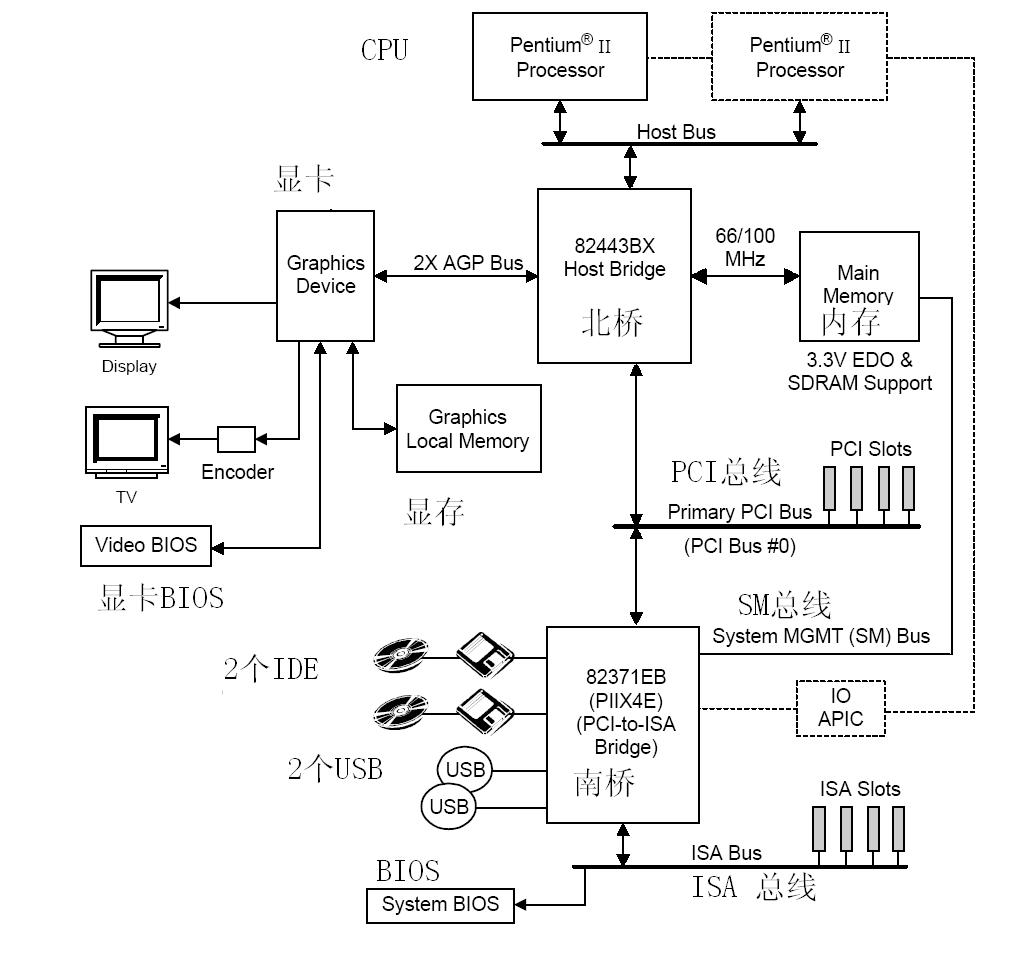 CPU
Pentium® II
Processor
Pentium® II
Processor
Host Bus
显卡
Graphics
Device
2X AGP Bus
82443BX
Host Bridge
北桥
66/100
MHz
Main
Memory
内存
3.3V EDO &
SDRAM Support
Display
TV
Encoder
Graphics
Local Memory
显存
Video BIOS
显卡BIOS
PCI总线
PCI Slots
Primary PCI Bus
(PCI Bus #0)
SM总线
System MGMT (SM) Bus
2个IDE
82371EB
(PIIX4E)
(PCI-to-ISA
Bridge)
南桥
IO
APIC
2个USB
USB
USB
ISA Slots
ISA Bus
ISA 总线
BIOS
System BIOS